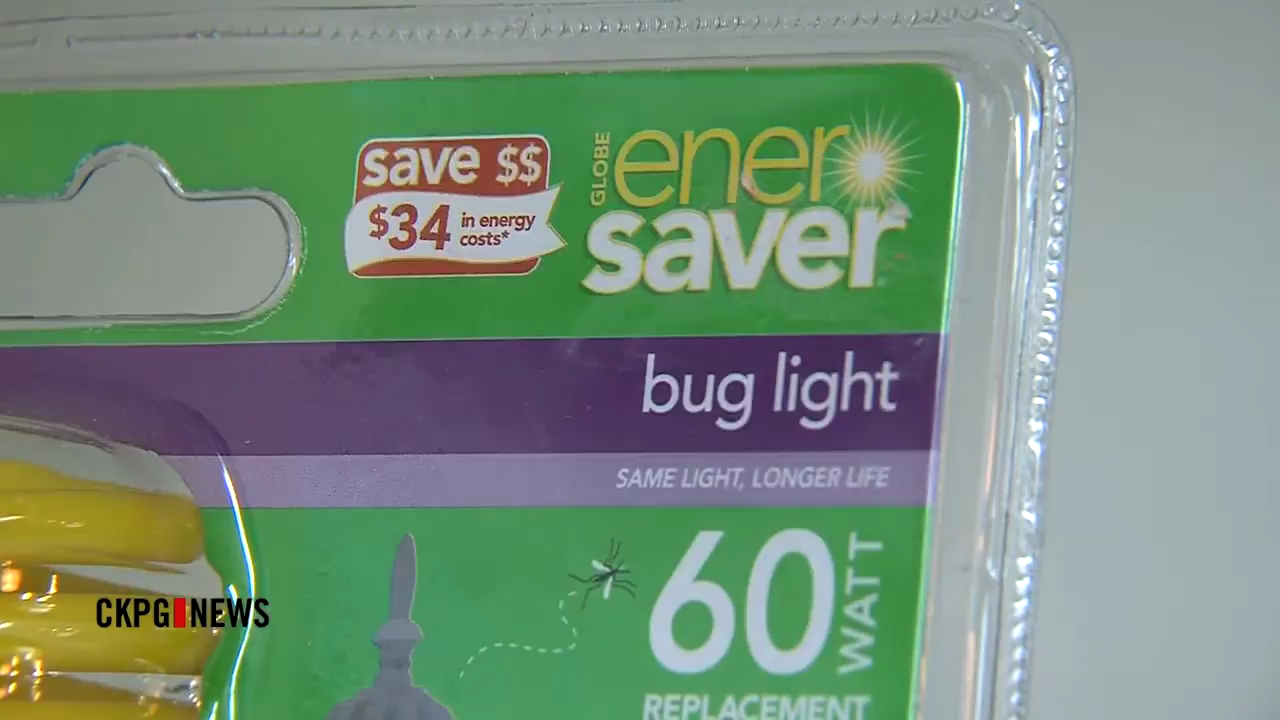 save $$
$34 in energy
costs*
GLOBE
ener
saver
bug light
SAME LIGHT, LONGER LIFE
60 WATT
REPLACEMENT
CKPG NEWS